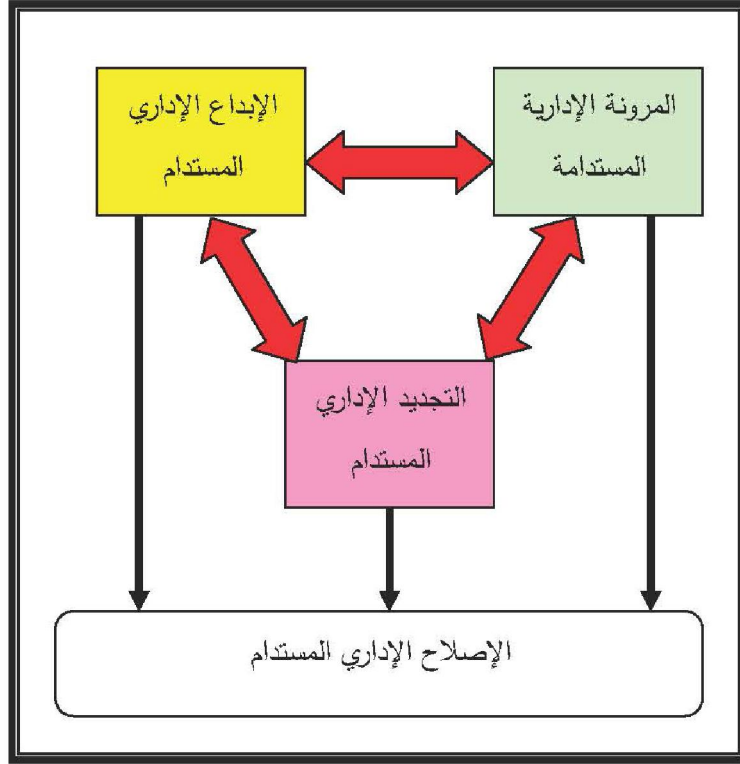 المرونة الإدارية
المستدامة
الإبداع الإداري
المستدام
التجديد الإداري
المستدام
الإصلاح الإداري المستدام